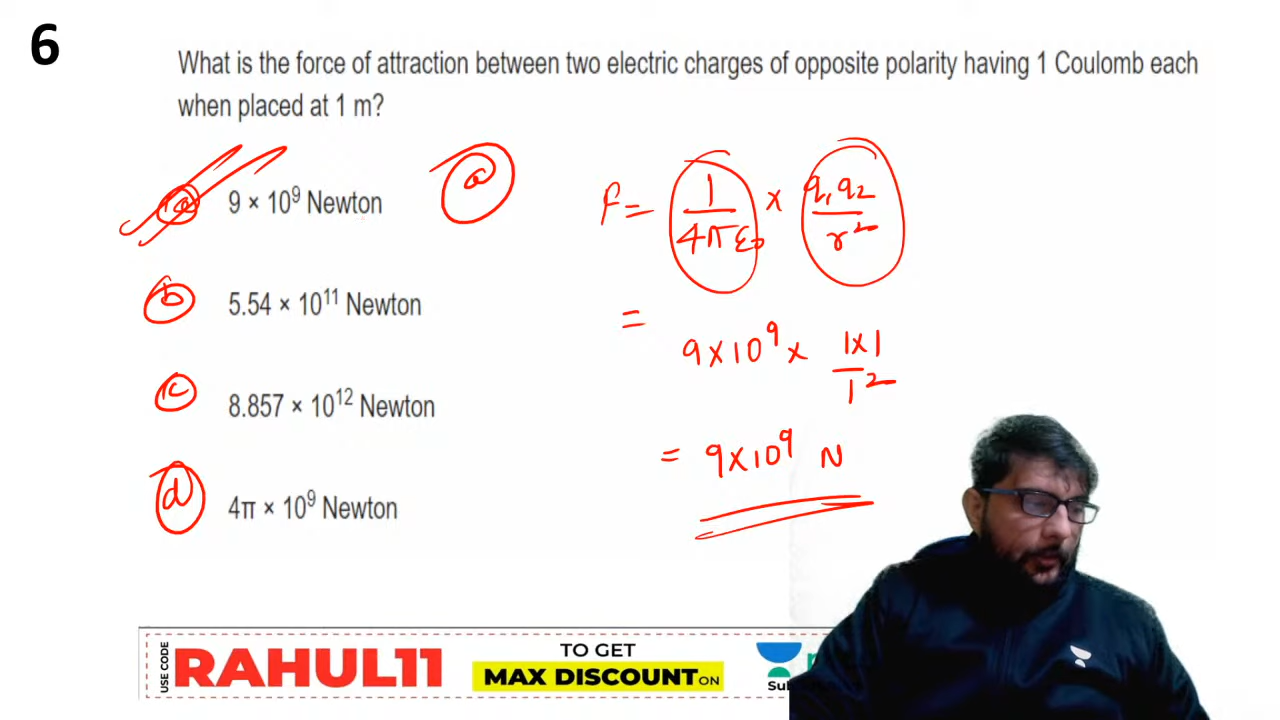 6
What is the force of attraction between two electric charges of opposite polarity having 1 Coulomb each
when placed at 1 m?
a 9 × 10⁹ Newton
a
b 5.54 × 10¹¹ Newton
c 8.857 × 10¹² Newton
d 4π × 10⁹ Newton
F = 1/4πε₀ × q₁q₂/r²
= 9×10⁹ × 1×1/1²
= 9×10⁹ N
USE CODE
RAHUL11
TO GET
MAX DISCOUNT ON